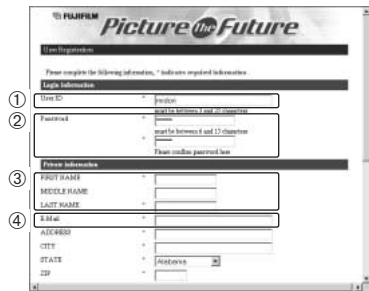 FUJIFILM
Picture the Future
User Registration
Please complete the following information, * indicates required information.
Login Information
① User ID *
must be between 3 and 20 characters
② Password *
must be between 6 and 15 characters
*
Please confirm password here
Private information
③ FIRST NAME *
MIDDLE NAME
LAST NAME *
④ E-Mail *
ADDRESS *
CITY *
STATE * Alabama
ZIP *